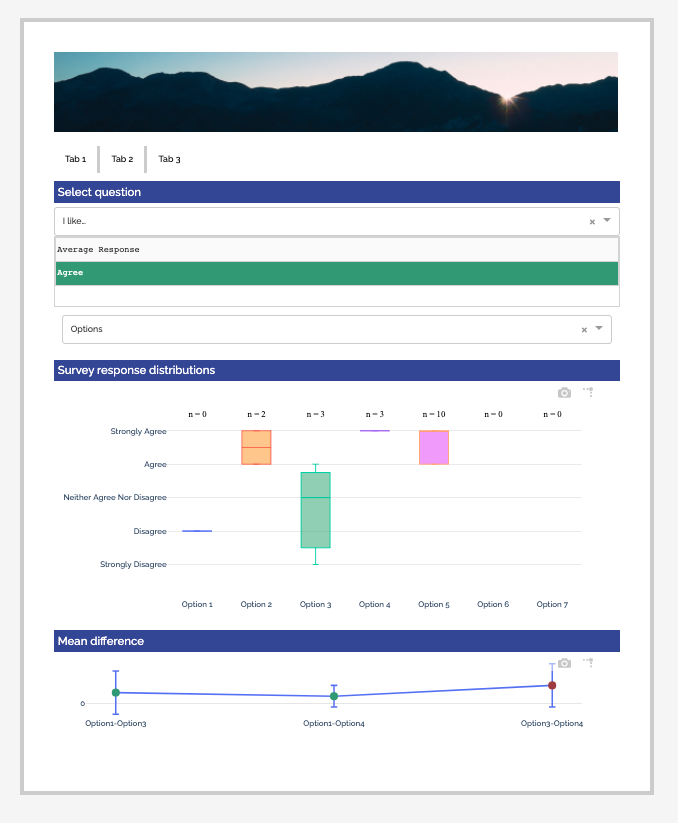 Tab 1 Tab 2 Tab 3
Select question
I like...
Average Response
Agree
Options
Survey response distributions
n = 0 n = 2 n = 3 n = 3 n = 10 n = 0 n = 0
Strongly Agree
Agree
Neither Agree Nor Disagree
Disagree
Strongly Disagree
Option 1 Option 2 Option 3 Option 4 Option 5 Option 6 Option 7
Mean difference
0
Option1-Option3 Option1-Option4 Option3-Option4